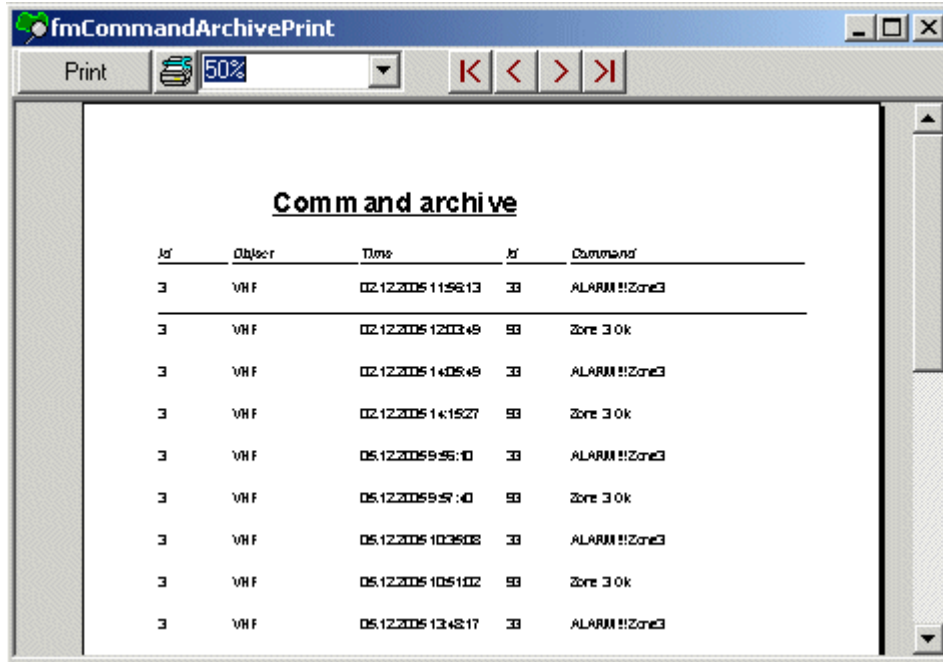 fmCommandArchivePrint
Print 50%
Command archive
Id Object Time Id Command
3 VHF 02.12.2005 11:56:13 33 ALARM!!!Zone3
3 VHF 02.12.2005 12:03:49 93 Zone 3 Ok
3 VHF 02.12.2005 14:05:49 33 ALARM!!!Zone3
3 VHF 02.12.2005 14:15:27 93 Zone 3 Ok
3 VHF 05.12.2005 9:55:10 33 ALARM!!!Zone3
3 VHF 05.12.2005 9:57:40 93 Zone 3 Ok
3 VHF 05.12.2005 10:35:08 33 ALARM!!!Zone3
3 VHF 05.12.2005 10:51:02 93 Zone 3 Ok
3 VHF 05.12.2005 13:48:17 33 ALARM!!!Zone3